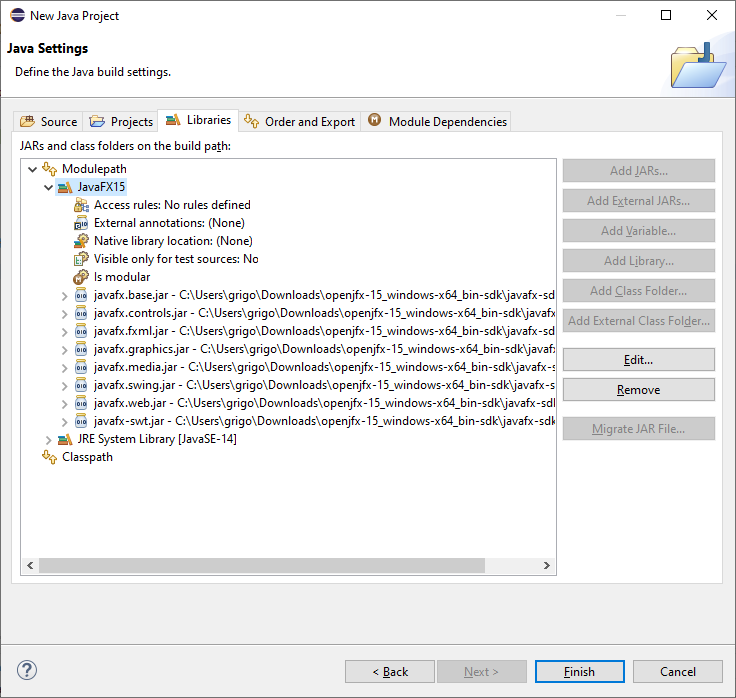 New Java Project
Java Settings
Define the Java build settings.
Source Projects Libraries Order and Export Module Dependencies
JARs and class folders on the build path:
Modulepath
JavaFX15
Access rules: No rules defined
External annotations: (None)
Native library location: (None)
Visible only for test sources: No
Is modular
javafx.base.jar - C:\Users\grigo\Downloads\openjfx-15_windows-x64_bin-sdk\javafx-sd
javafx.controls.jar - C:\Users\grigo\Downloads\openjfx-15_windows-x64_bin-sdk\javafx
javafx.fxml.jar - C:\Users\grigo\Downloads\openjfx-15_windows-x64_bin-sdk\javafx-sdk
javafx.graphics.jar - C:\Users\grigo\Downloads\openjfx-15_windows-x64_bin-sdk\javafx
javafx.media.jar - C:\Users\grigo\Downloads\openjfx-15_windows-x64_bin-sdk\javafx-s
javafx.swing.jar - C:\Users\grigo\Downloads\openjfx-15_windows-x64_bin-sdk\javafx-s
javafx.web.jar - C:\Users\grigo\Downloads\openjfx-15_windows-x64_bin-sdk\javafx-sdl
javafx-swt.jar - C:\Users\grigo\Downloads\openjfx-15_windows-x64_bin-sdk\javafx-sdk
JRE System Library [JavaSE-14]
Classpath
Add JARs...
Add External JARs...
Add Variable...
Add Library...
Add Class Folder...
Add External Class Folder...
Edit...
Remove
Migrate JAR File...
? < Back Next > Finish Cancel